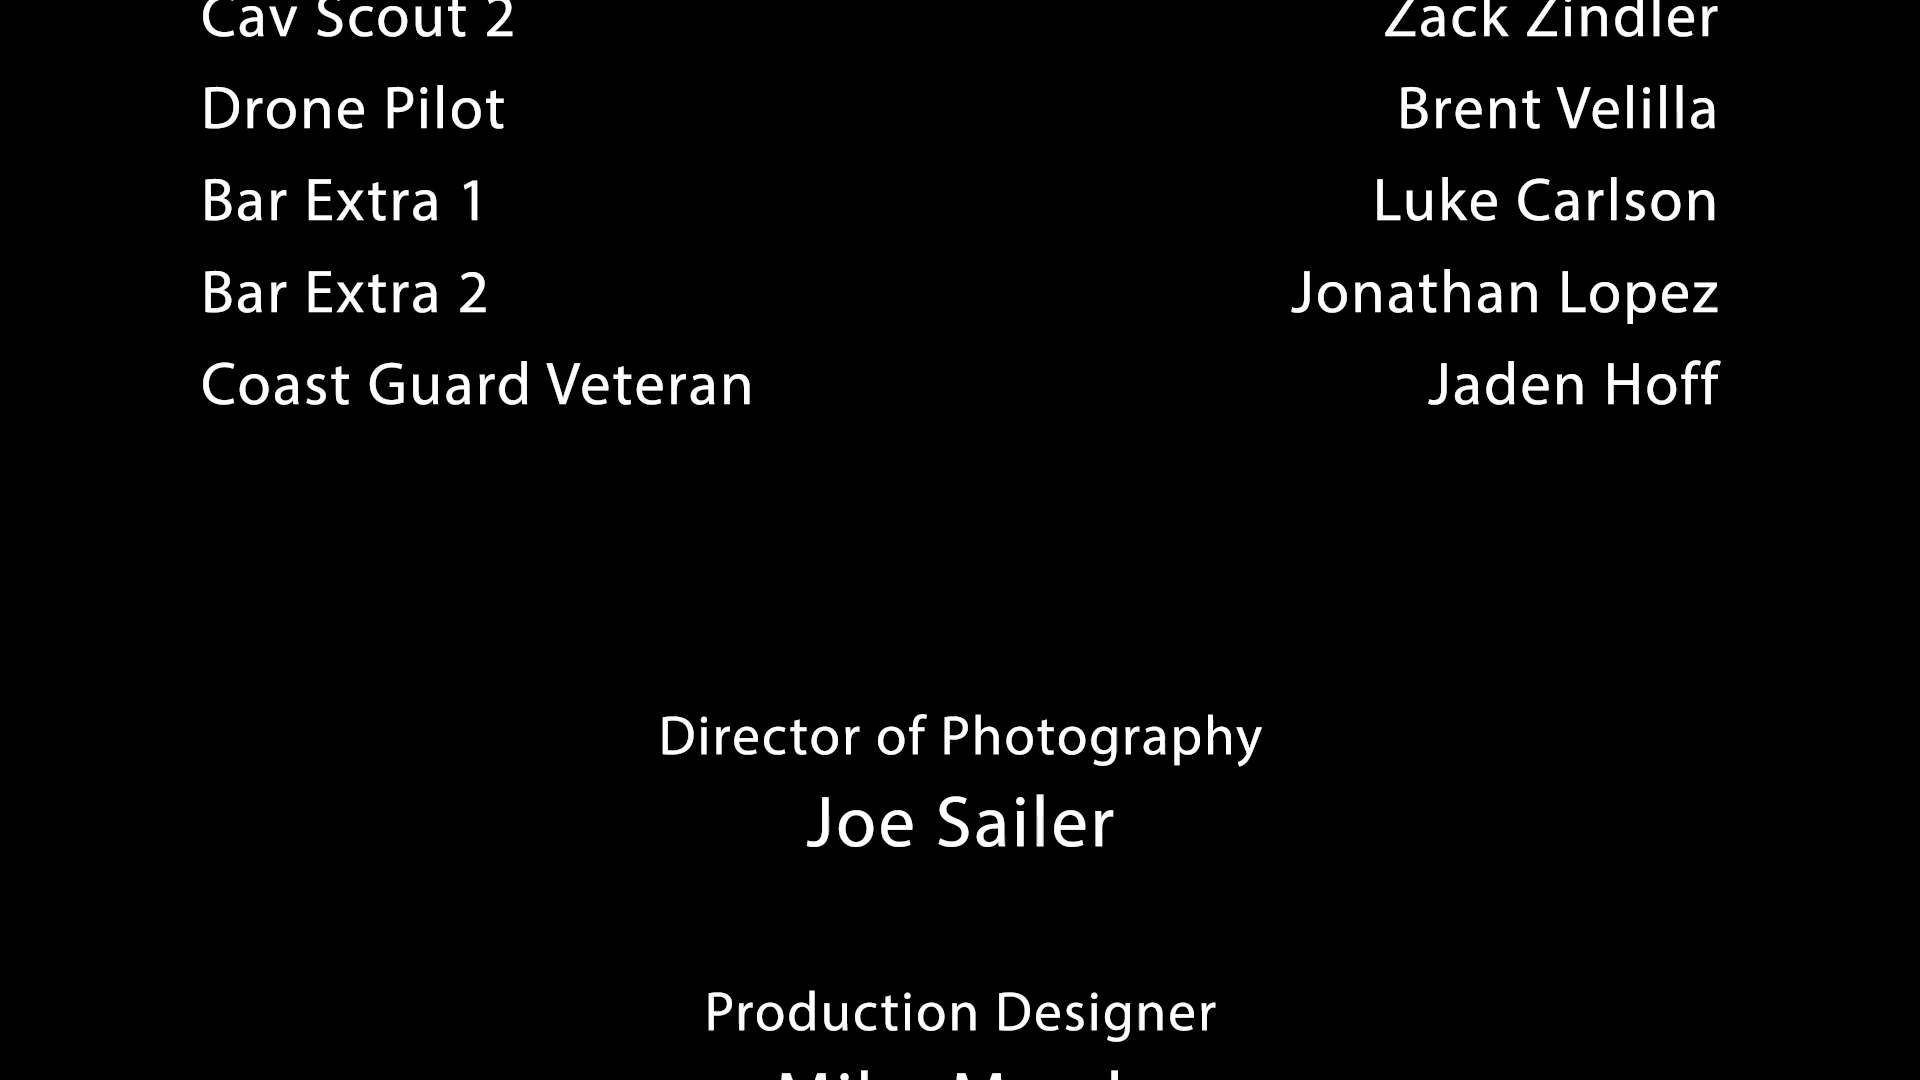 Cav Scout 2 Zack Zindler
Drone Pilot Brent Velilla
Bar Extra 1 Luke Carlson
Bar Extra 2 Jonathan Lopez
Coast Guard Veteran Jaden Hoff
Director of Photography
Joe Sailer
Production Designer